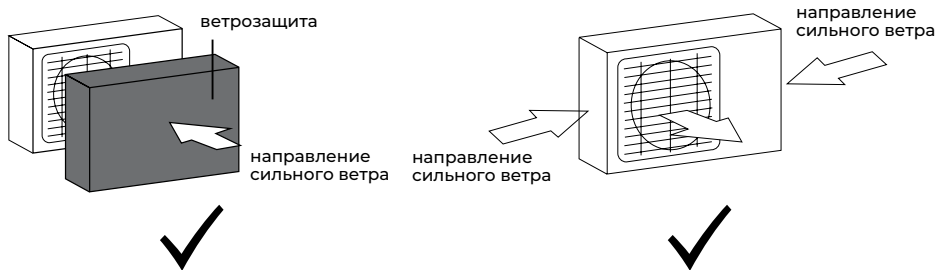 ветрозащита
направление
сильного ветра
направление
сильного ветра
направление
сильного ветра